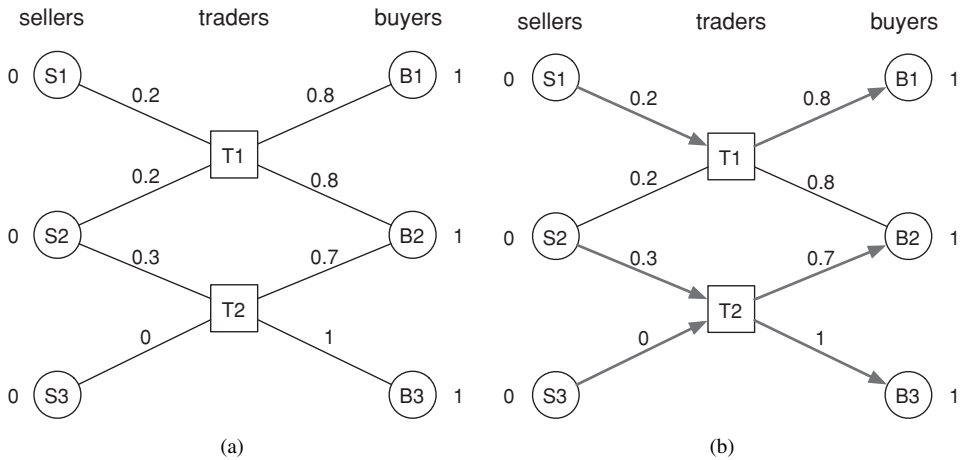 sellers traders buyers sellers traders buyers
0 S1 B1 1 0 S1 B1 1
0.2 0.8 0.2 0.8
T1 T1
0.2 0.8 0.2 0.8
0 S2 B2 1 0 S2 B2 1
0.3 0.7 0.3 0.7
T2 T2
0 1 0 1
0 S3 B3 1 0 S3 B3 1
(a) (b)